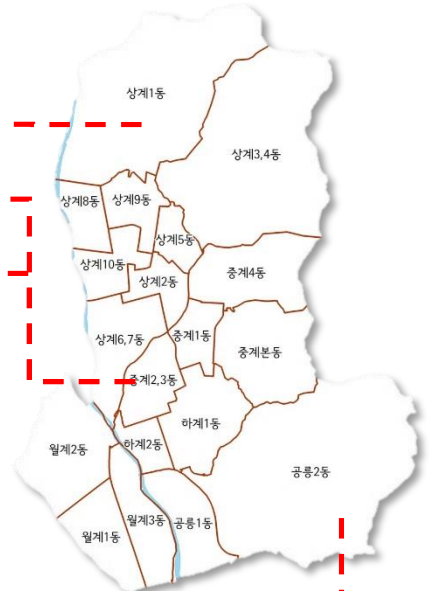 상계1동
상계3,4동
상계8동
상계9동
상계5동
상계10동
상계2동
중계4동
상계6,7동
중계1동
중계본동
중계2,3동
하계1동
월계2동
하계2동
공릉2동
월계3동
공릉1동
월계1동